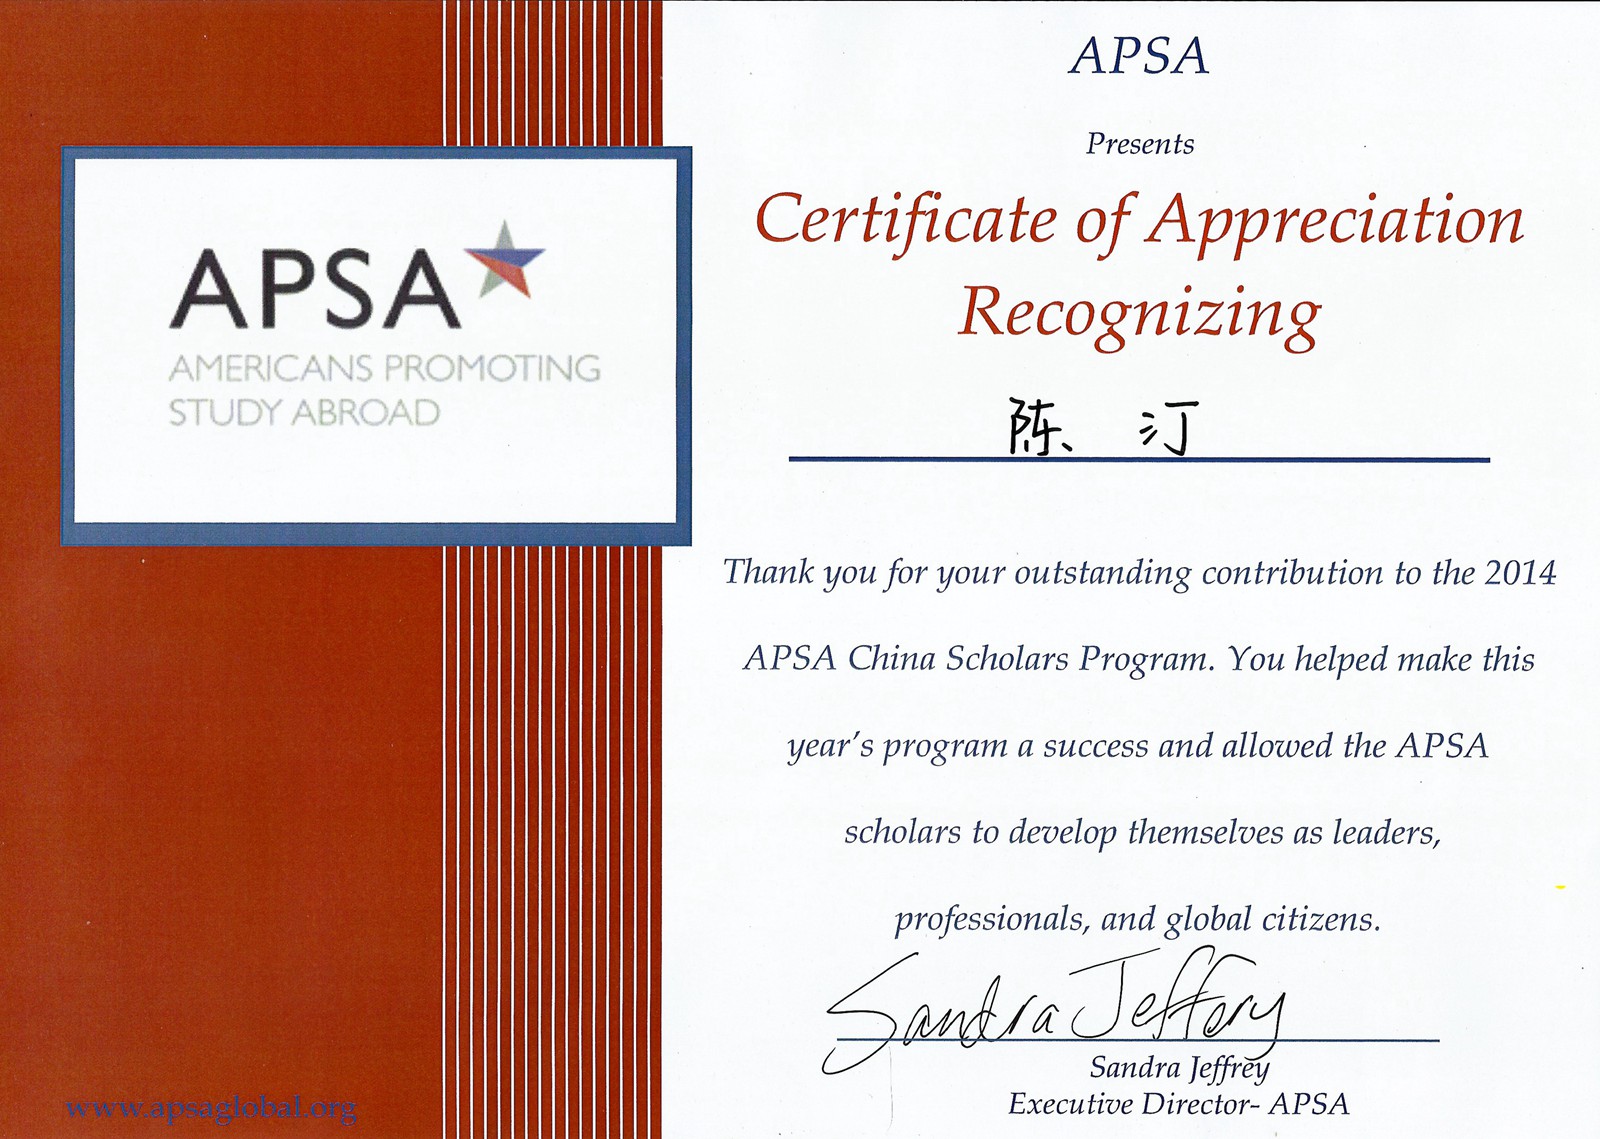 APSA
AMERICANS PROMOTING
STUDY ABROAD
www.apsaglobal.org
APSA
Presents
Certificate of Appreciation
Recognizing
陈 汀
Thank you for your outstanding contribution to the 2014
APSA China Scholars Program. You helped make this
year's program a success and allowed the APSA
scholars to develop themselves as leaders,
professionals, and global citizens.
Sandra Jeffrey
Sandra Jeffrey
Executive Director- APSA